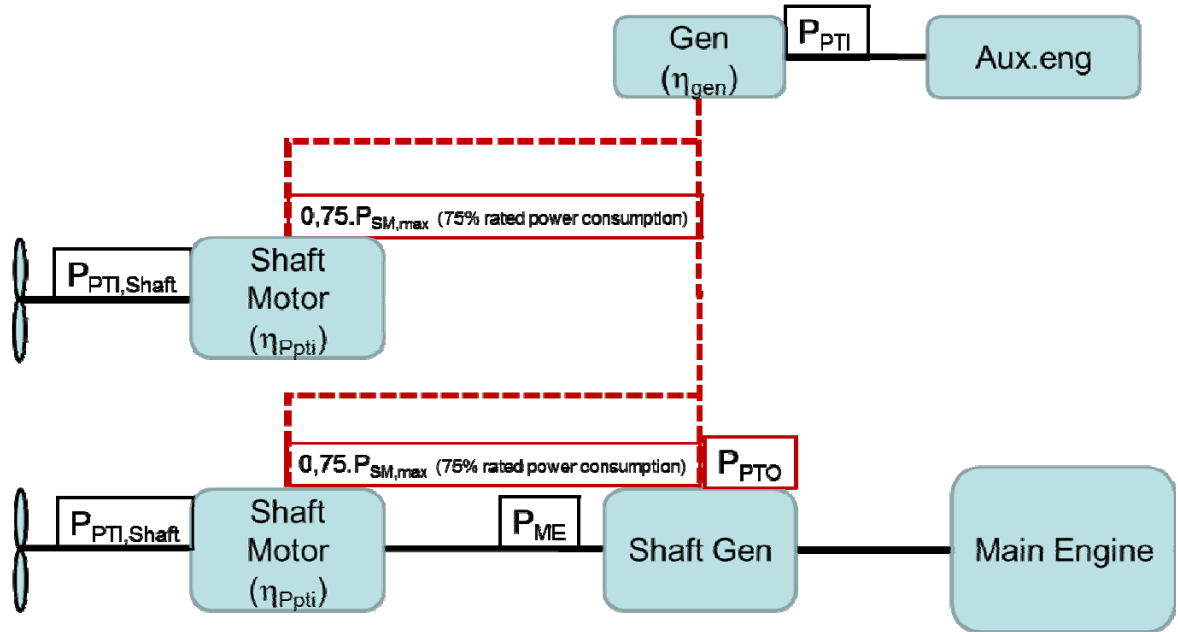 Gen
(ηgen)
PPTI
Aux.eng
0,75.PSM,max (75% rated power consumption)
PPTI,Shaft
Shaft
Motor
(ηPpti)
0,75.PSM,max (75% rated power consumption)
PPTO
PPTI,Shaft
Shaft
Motor
(ηPpti)
PME
Shaft Gen
Main Engine